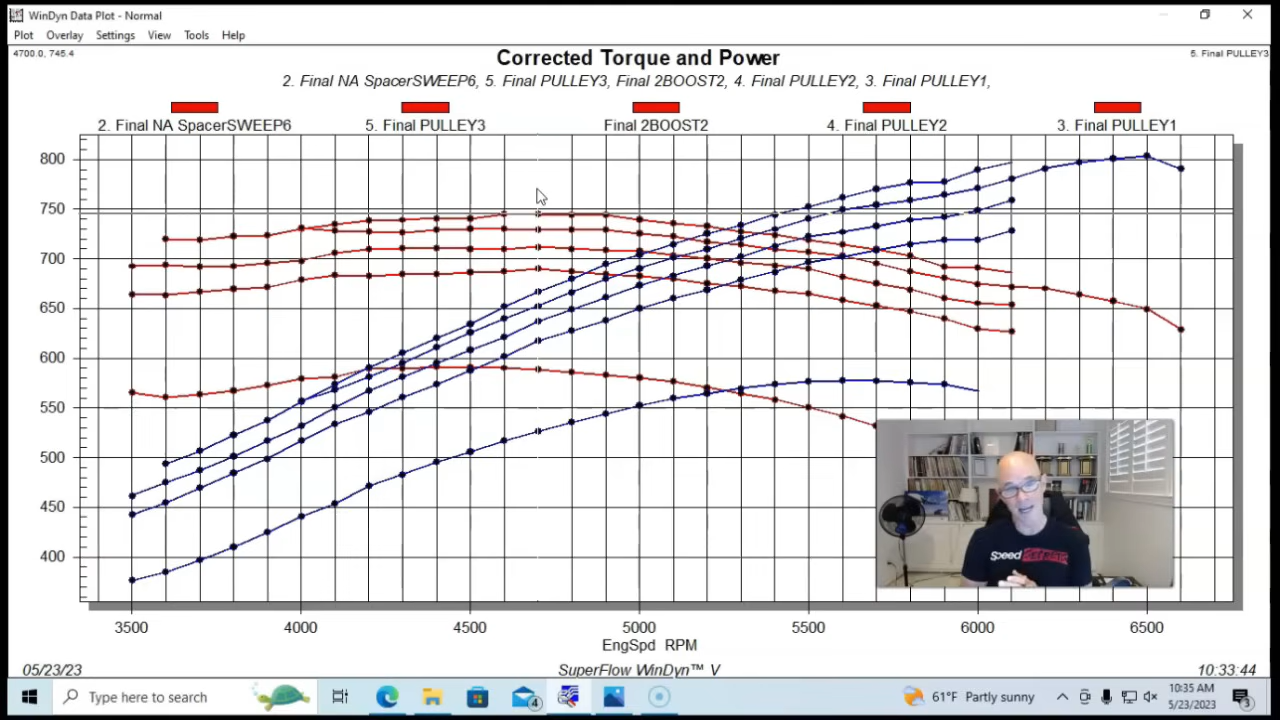 WinDyn Data Plot - Normal
Plot Overlay Settings View Tools Help
4700.0, 745.4
5. Final PULLEY3
Corrected Torque and Power
2. Final NA SpacerSWEEP6, 5. Final PULLEY3, Final 2BOOST2, 4. Final PULLEY2, 3. Final PULLEY1,
2. Final NA SpacerSWEEP6 5. Final PULLEY3 Final 2BOOST2 4. Final PULLEY2 3. Final PULLEY1
800
750
700
650
600
550
500
450
400
3500 4000 4500 5000 5500 6000 6500
EngSpd RPM
05/23/23 SuperFlow WinDyn™ V 10:33:44
Type here to search
4
61°F Partly sunny
10:35 AM
5/23/2023
3
Speed